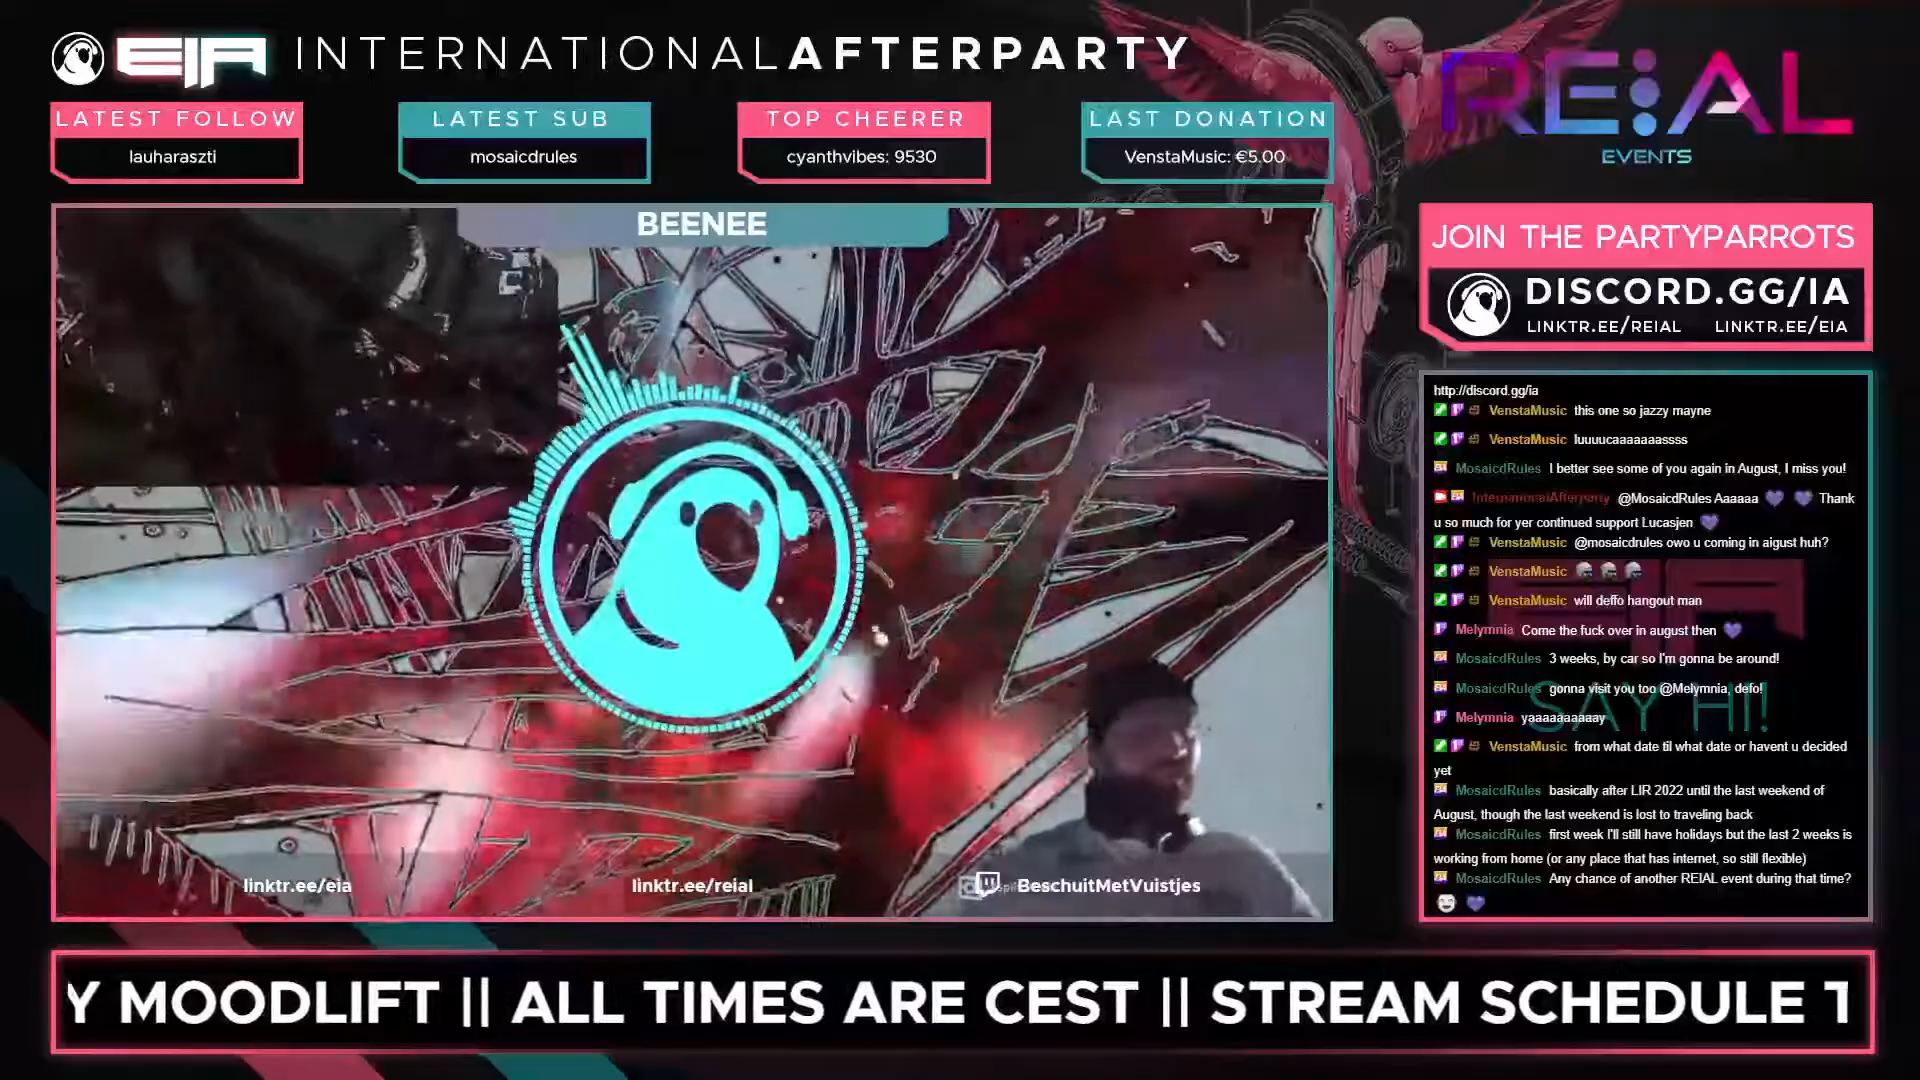 EIA INTERNATIONALAFTERPARTY
RE:AL
EVENTS
LATEST FOLLOW
lauharaszti
LATEST SUB
mosaicdrules
TOP CHEERER
cyanthvibes: 9530
LAST DONATION
VenstaMusic: €5.00
BEENEE
linktr.ee/eia
linktr.ee/reial
BeschuitMetVuistjes
JOIN THE PARTYPARROTS
DISCORD.GG/IA
LINKTR.EE/REIAL LINKTR.EE/EIA
http://discord.gg/ia
VenstaMusic this one so jazzy mayne
VenstaMusic luuuucaaaaaaassss
MosaicdRules I better see some of you again in August, I miss you!
InternationalAfterparty @MosaicdRules Aaaaaa Thank
u so much for yer continued support Lucasjen
VenstaMusic @mosaicdrules owo u coming in aigust huh?
VenstaMusic
VenstaMusic will deffo hangout man
Melymnia Come the fuck over in august then
MosaicdRules 3 weeks, by car so I'm gonna be around!
MosaicdRules gonna visit you too @Melymnia, defo!
Melymnia yaaaaaaaaaay
VenstaMusic from what date til what date or havent u decided
yet
MosaicdRules basically after LIR 2022 until the last weekend of
August, though the last weekend is lost to traveling back
MosaicdRules first week I'll still have holidays but the last 2 weeks is
working from home (or any place that has internet, so still flexible)
MosaicdRules Any chance of another REIAL event during that time?
EIA
SAY HI!
Y MOODLIFT || ALL TIMES ARE CEST || STREAM SCHEDULE T